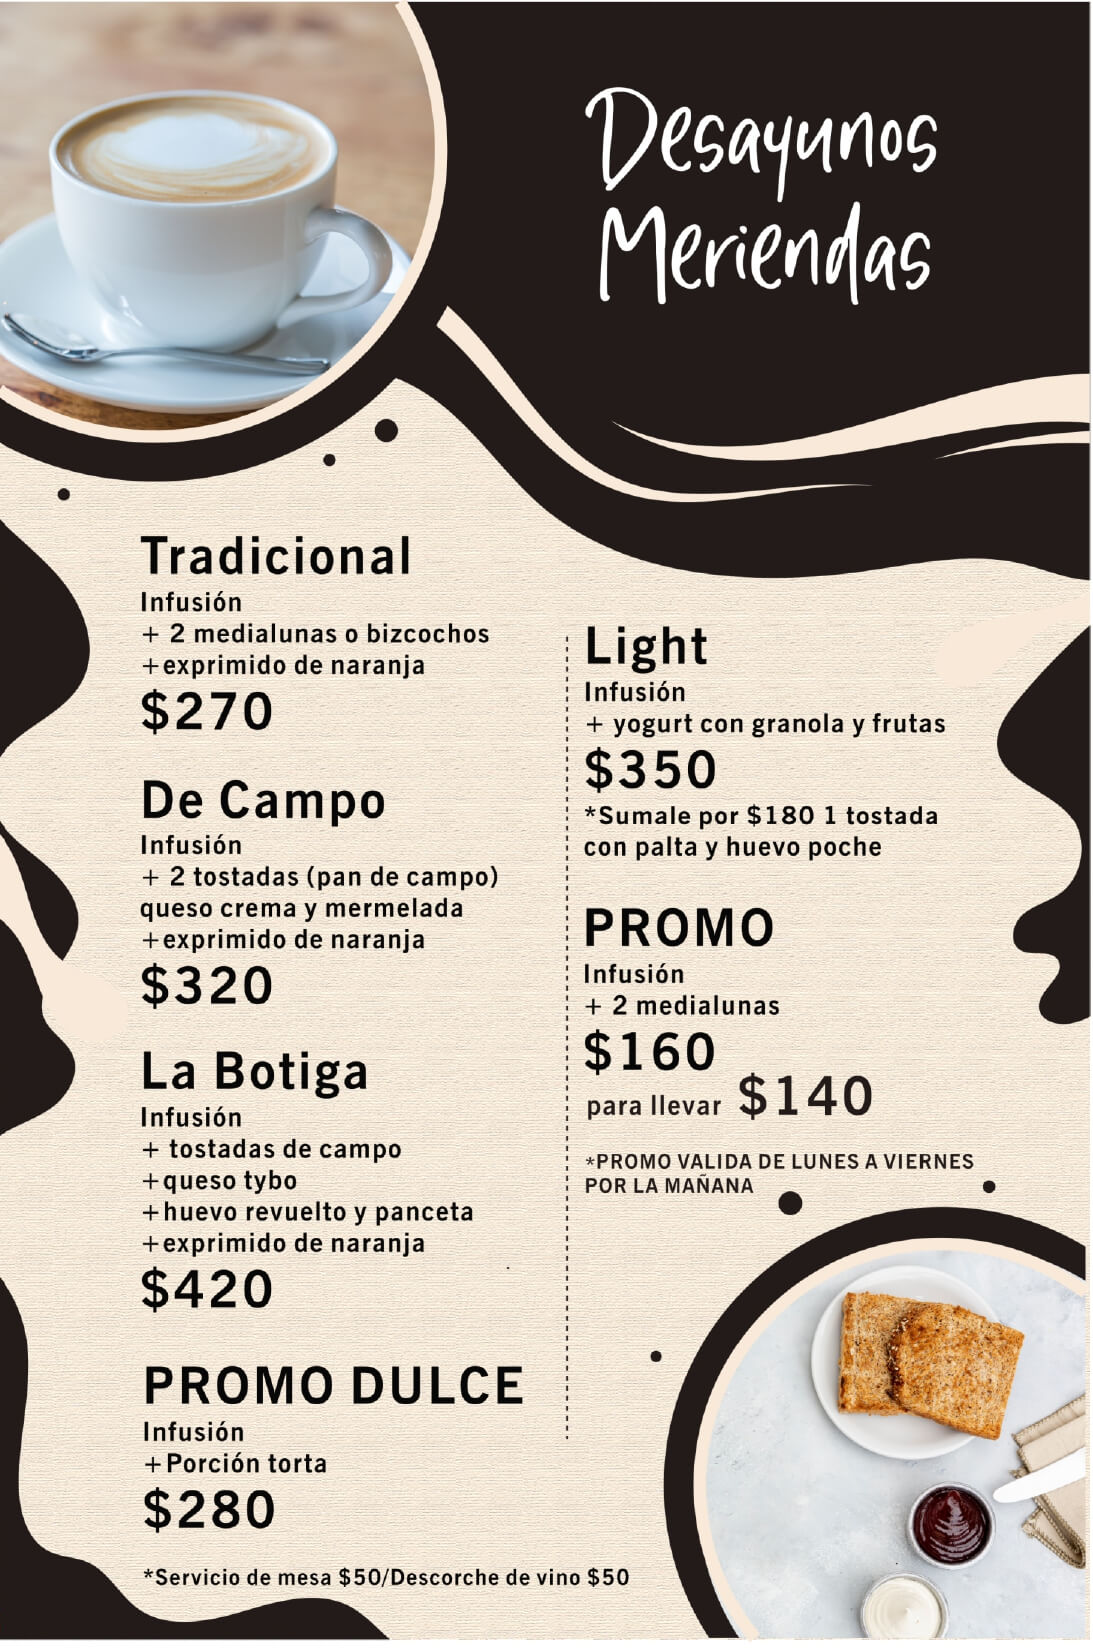 Desayunos
Meriendas
Tradicional
Infusión
+ 2 medialunas o bizcochos
+exprimido de naranja
$270
De Campo
Infusión
+ 2 tostadas (pan de campo)
queso crema y mermelada
+exprimido de naranja
$320
La Botiga
Infusión
+ tostadas de campo
+queso tybo
+huevo revuelto y panceta
+exprimido de naranja
$420
PROMO DULCE
Infusión
+Porción torta
$280
Light
Infusión
+ yogurt con granola y frutas
$350
*Sumale por $180 1 tostada
con palta y huevo poche
PROMO
Infusión
+ 2 medialunas
$160
para llevar $140
*PROMO VALIDA DE LUNES A VIERNES
POR LA MAÑANA
*Servicio de mesa $50/Descorche de vino $50